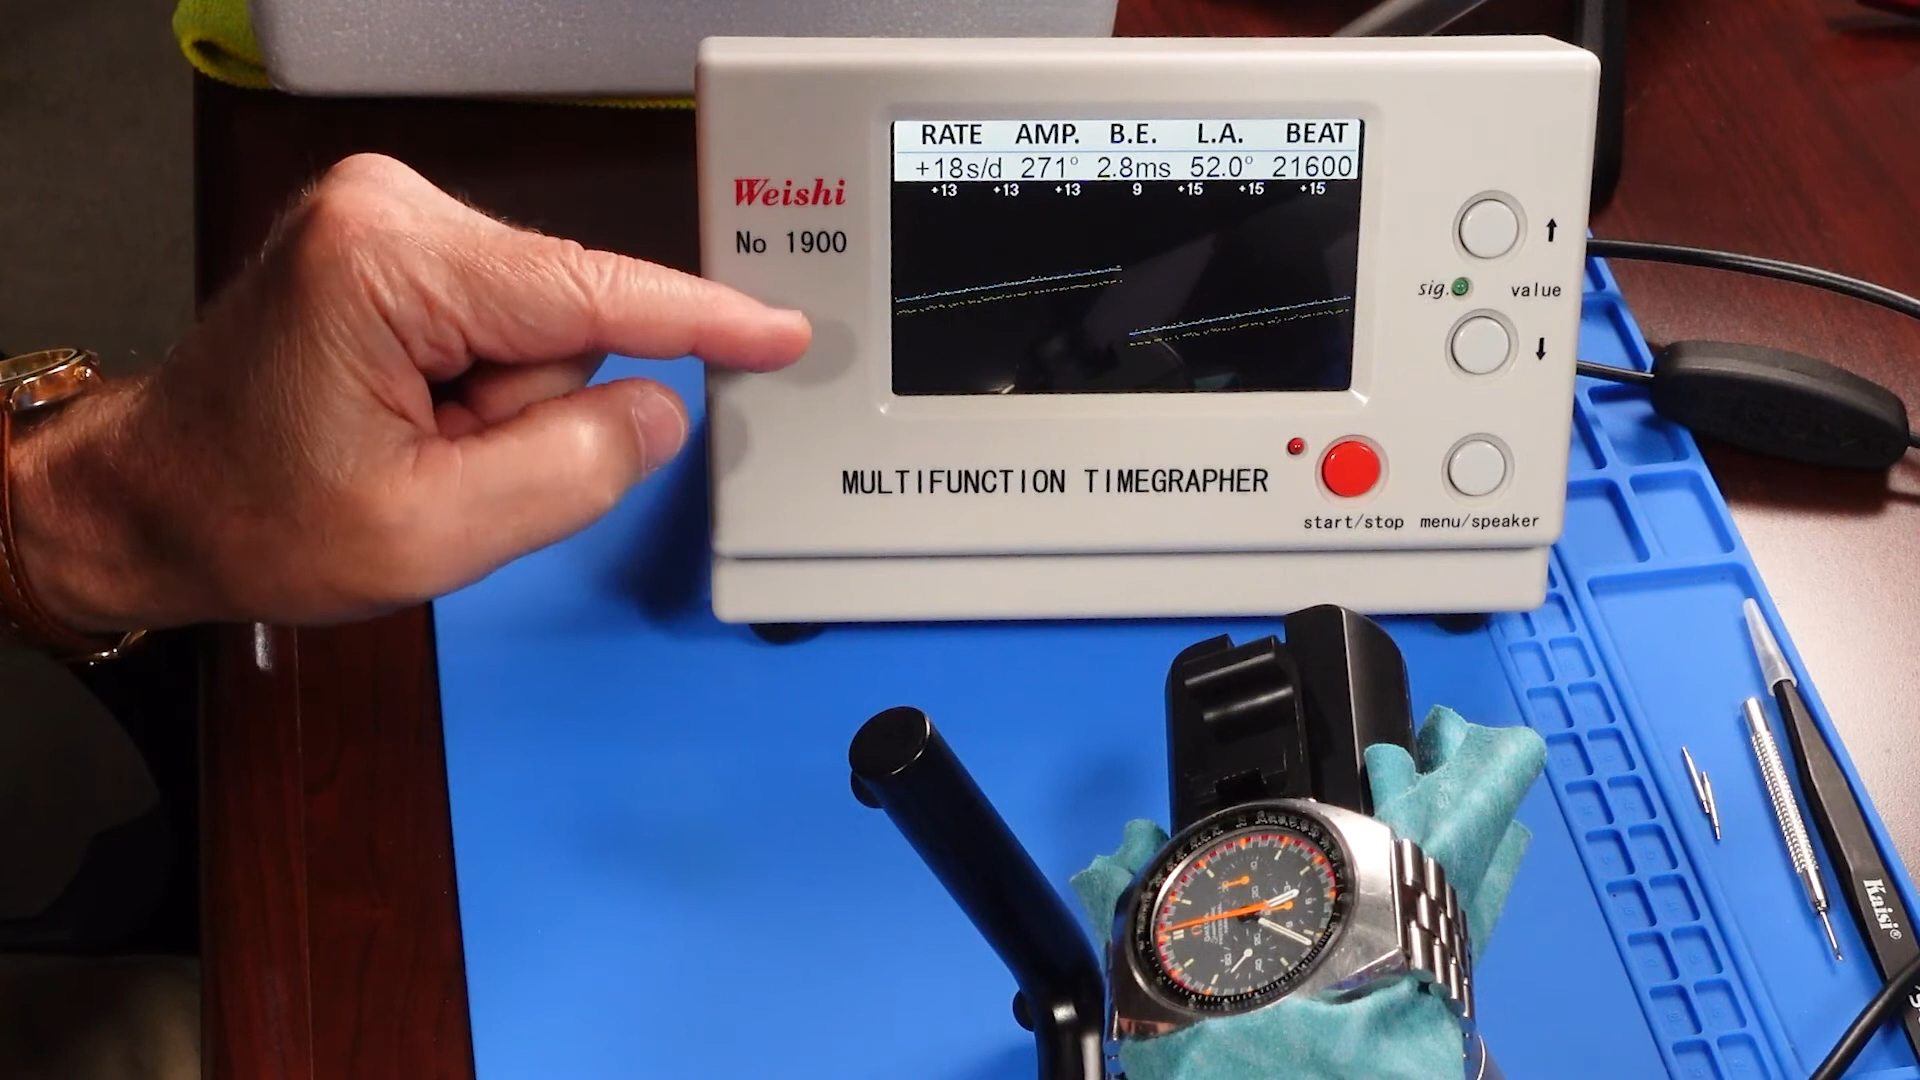 RATE AMP. B.E. L.A. BEAT
+18s/d 271° 2.8ms 52.0° 21600
+13 +13 +13 9 +15 +15 +15
Weishi
No 1900
sig. value
MULTIFUNCTION TIMEGRAPHER
start/stop menu/speaker
Kaisi®